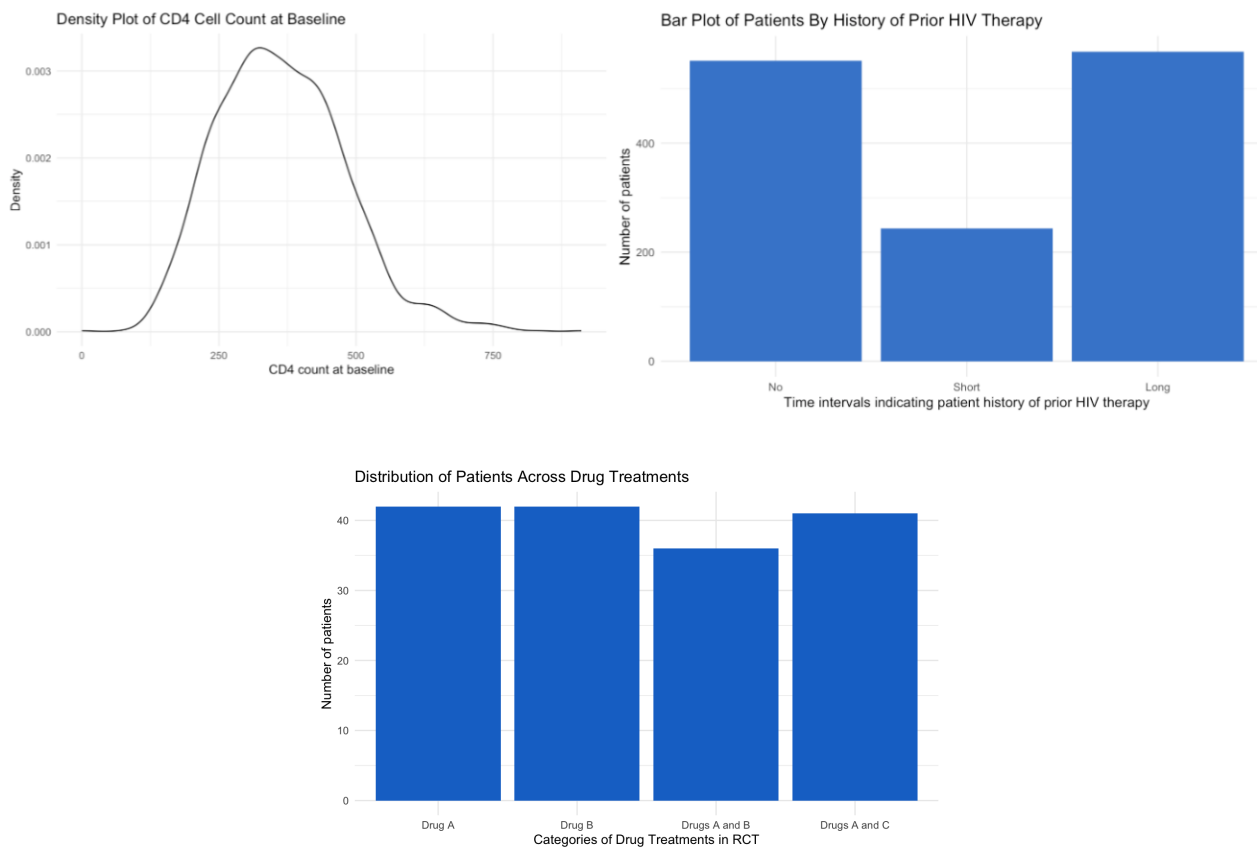 Density Plot of CD4 Cell Count at Baseline
0.003
0.002
0.001
0.000
Density
0
250
500
750
CD4 count at baseline
Bar Plot of Patients By History of Prior HIV Therapy
400
200
0
Number of patients
No
Short
Long
Time intervals indicating patient history of prior HIV therapy
Distribution of Patients Across Drug Treatments
40
30
20
10
0
Number of patients
Drug A
Drug B
Drugs A and B
Drugs A and C
Categories of Drug Treatments in RCT